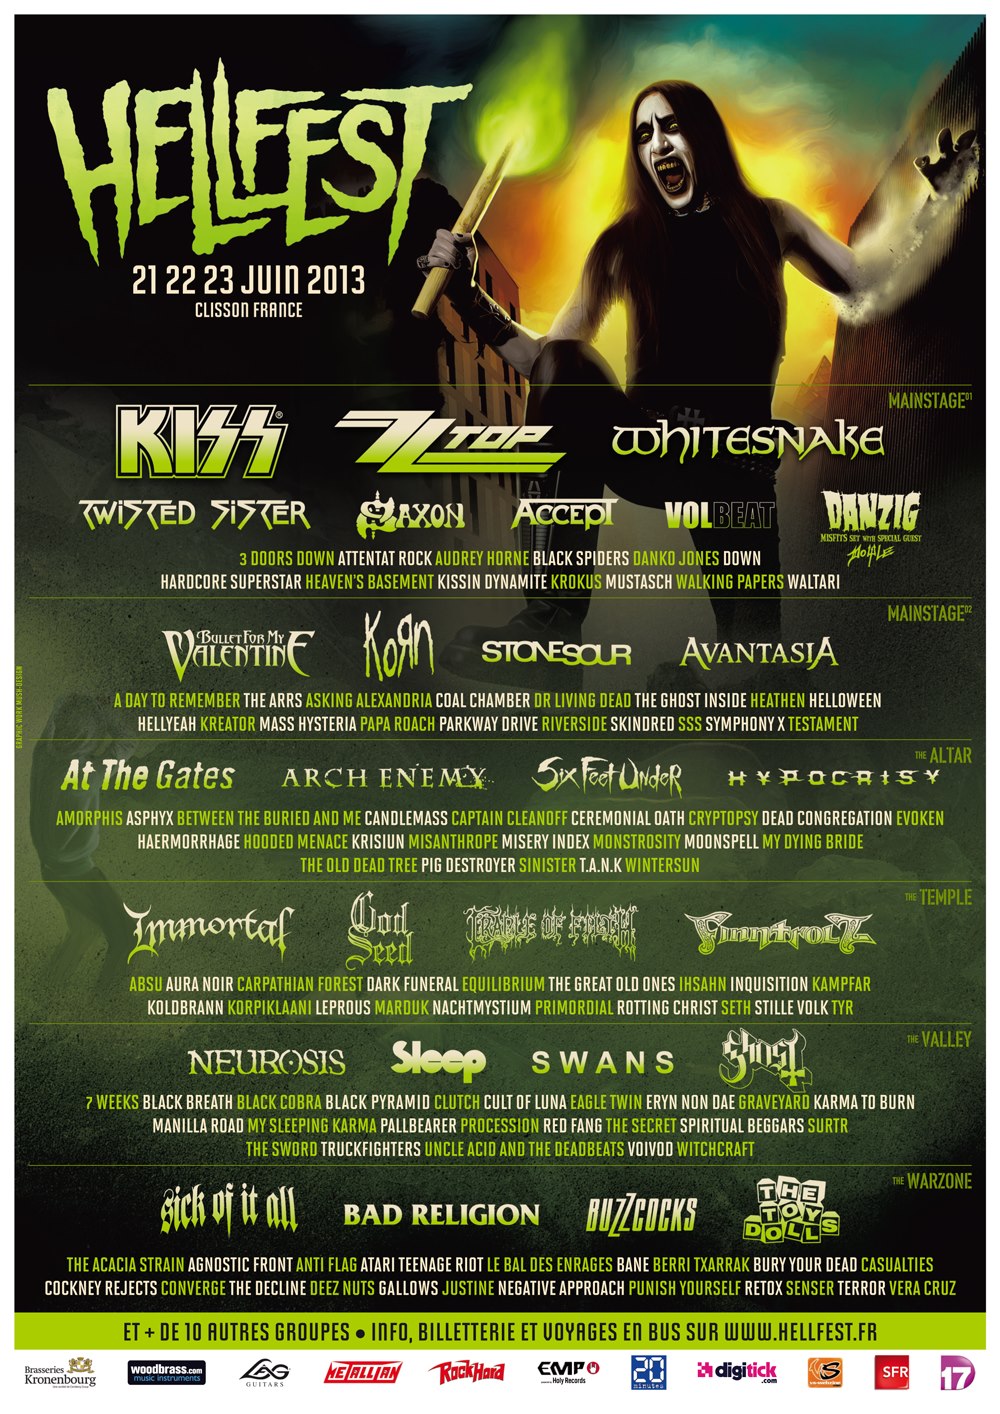 HELLFEST
21 22 23 JUIN 2013
CLISSON FRANCE
MAINSTAGE01
KISS® ZZ TOP WHITESNAKE
TWISTED SISTER SAXON ACCEPT VOLBEAT DANZIG
MISFITS SET WITH SPECIAL GUEST
DOYLE
3 DOORS DOWN ATTENTAT ROCK AUDREY HORNE BLACK SPIDERS DANKO JONES DOWN
HARDCORE SUPERSTAR HEAVEN'S BASEMENT KISSIN DYNAMITE KROKUS MUSTASCH WALKING PAPERS WALTARI
MAINSTAGE02
BULLET FOR MY VALENTINE KoRn STONE SOUR AVANTASIA
A DAY TO REMEMBER THE ARRS ASKING ALEXANDRIA COAL CHAMBER DR LIVING DEAD THE GHOST INSIDE HEATHEN HELLOWEEN
HELLYEAH KREATOR MASS HYSTERIA PAPA ROACH PARKWAY DRIVE RIVERSIDE SKINDRED SSS SYMPHONY X TESTAMENT
GRAPHIC WORK MUSH-DESIGN
THE ALTAR
At The Gates ARCH ENEMY Six Feet Under HYPOCRISY
AMORPHIS ASPHYX BETWEEN THE BURIED AND ME CANDLEMASS CAPTAIN CLEANOFF CEREMONIAL OATH CRYPTOPSY DEAD CONGREGATION EVOKEN
HAERMORRHAGE HOODED MENACE KRISIUN MISANTHROPE MISERY INDEX MONSTROSITY MOONSPELL MY DYING BRIDE
THE OLD DEAD TREE PIG DESTROYER SINISTER T.A.N.K WINTERSUN
THE TEMPLE
Immortal God Seed CRADLE OF FILTH Finntroll
ABSU AURA NOIR CARPATHIAN FOREST DARK FUNERAL EQUILIBRIUM THE GREAT OLD ONES IHSAHN INQUISITION KAMPFAR
KOLDBRANN KORPIKLAANI LEPROUS MARDUK NACHTMYSTIUM PRIMORDIAL ROTTING CHRIST SETH STILLE VOLK TYR
THE VALLEY
NEUROSIS Sleep SWANS Ghost
7 WEEKS BLACK BREATH BLACK COBRA BLACK PYRAMID CLUTCH CULT OF LUNA EAGLE TWIN ERYN NON DAE GRAVEYARD KARMA TO BURN
MANILLA ROAD MY SLEEPING KARMA PALLBEARER PROCESSION RED FANG THE SECRET SPIRITUAL BEGGARS SURTR
THE SWORD TRUCKFIGHTERS UNCLE ACID AND THE DEADBEATS VOIVOD WITCHCRAFT
THE WARZONE
sick of it all BAD RELIGION BUZZCOCKS THE TOY DOLLS
THE ACACIA STRAIN AGNOSTIC FRONT ANTI FLAG ATARI TEENAGE RIOT LE BAL DES ENRAGES BANE BERRI TXARRAK BURY YOUR DEAD CASUALTIES
COCKNEY REJECTS CONVERGE THE DECLINE DEEZ NUTS GALLOWS JUSTINE NEGATIVE APPROACH PUNISH YOURSELF RETOX SENSER TERROR VERA CRUZ
ET + DE 10 AUTRES GROUPES • INFO, BILLETTERIE ET VOYAGES EN BUS SUR WWW.HELLFEST.FR
Brasseries Kronenbourg woodbrass.com music instruments LAG GUITARS METALLIAN RockHard EMP Holy Records 20 minutes digitick .com SFR D17